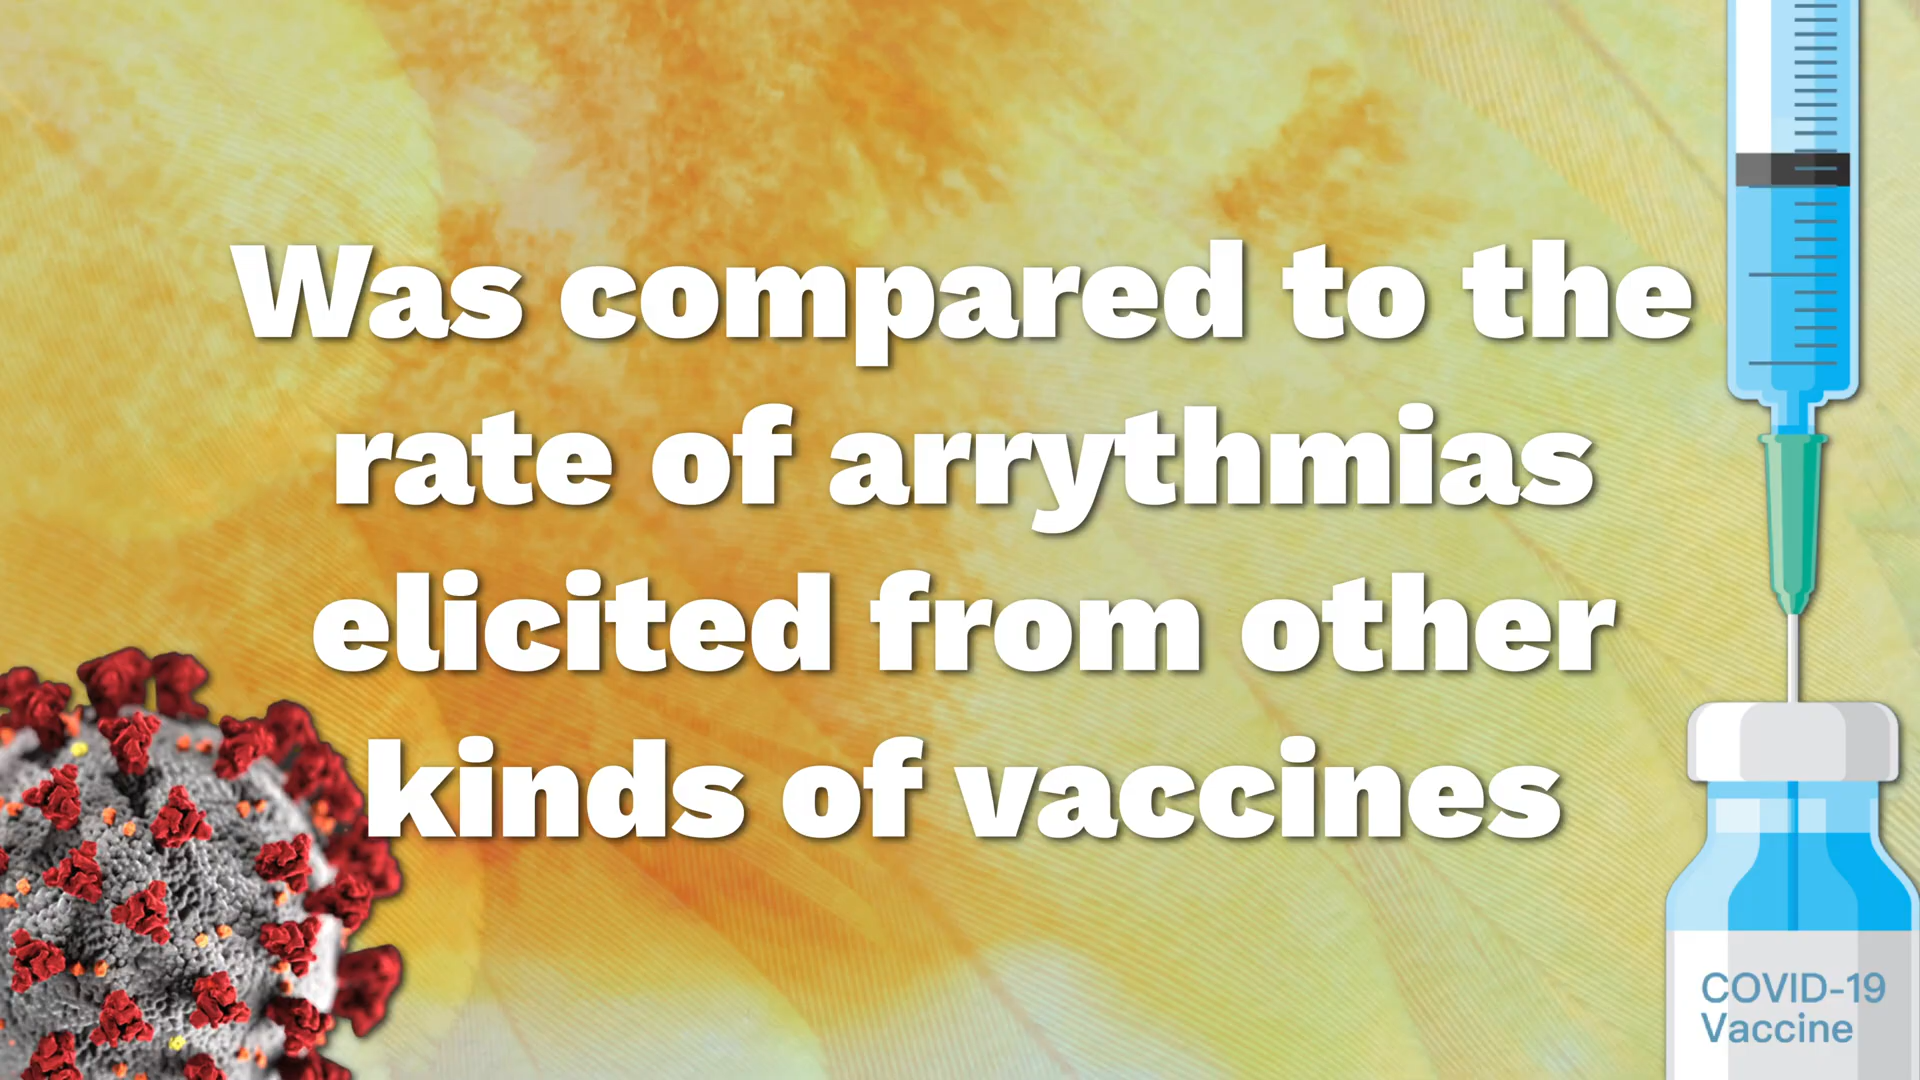 Was compared to the
rate of arrythmias
elicited from other
kinds of vaccines
COVID-19
Vaccine